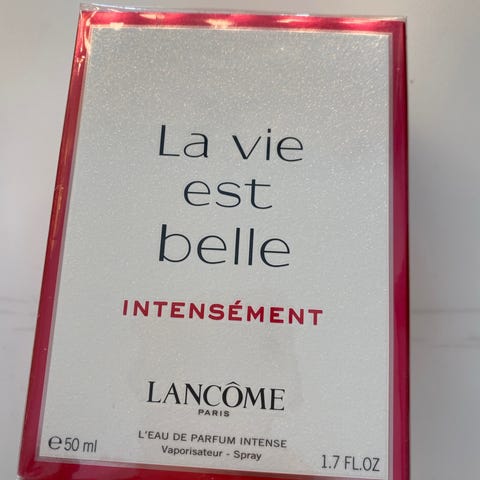 La vie
est
belle
INTENSÉMENT
LANCÔME
PARIS
L'EAU DE PARFUM INTENSE
Vaporisateur - Spray
℮50 ml
1.7 FL.OZ